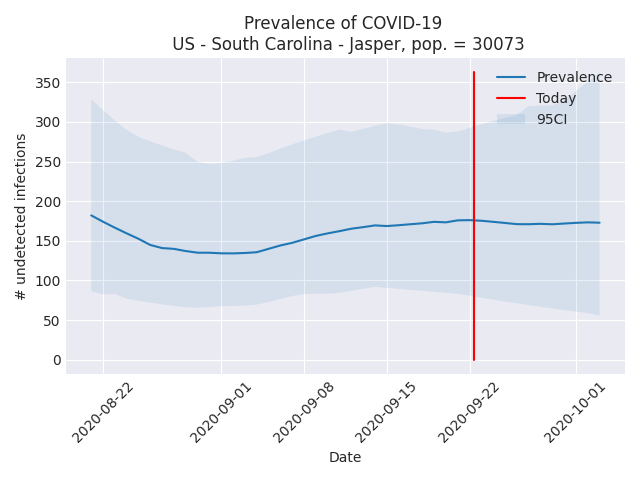 Prevalence of COVID-19
US - South Carolina - Jasper, pop. = 30073
Prevalence
Today
95CI
# undetected infections
350
300
250
200
150
100
50
0
2020-08-22
2020-09-01
2020-09-08
2020-09-15
2020-09-22
2020-10-01
Date